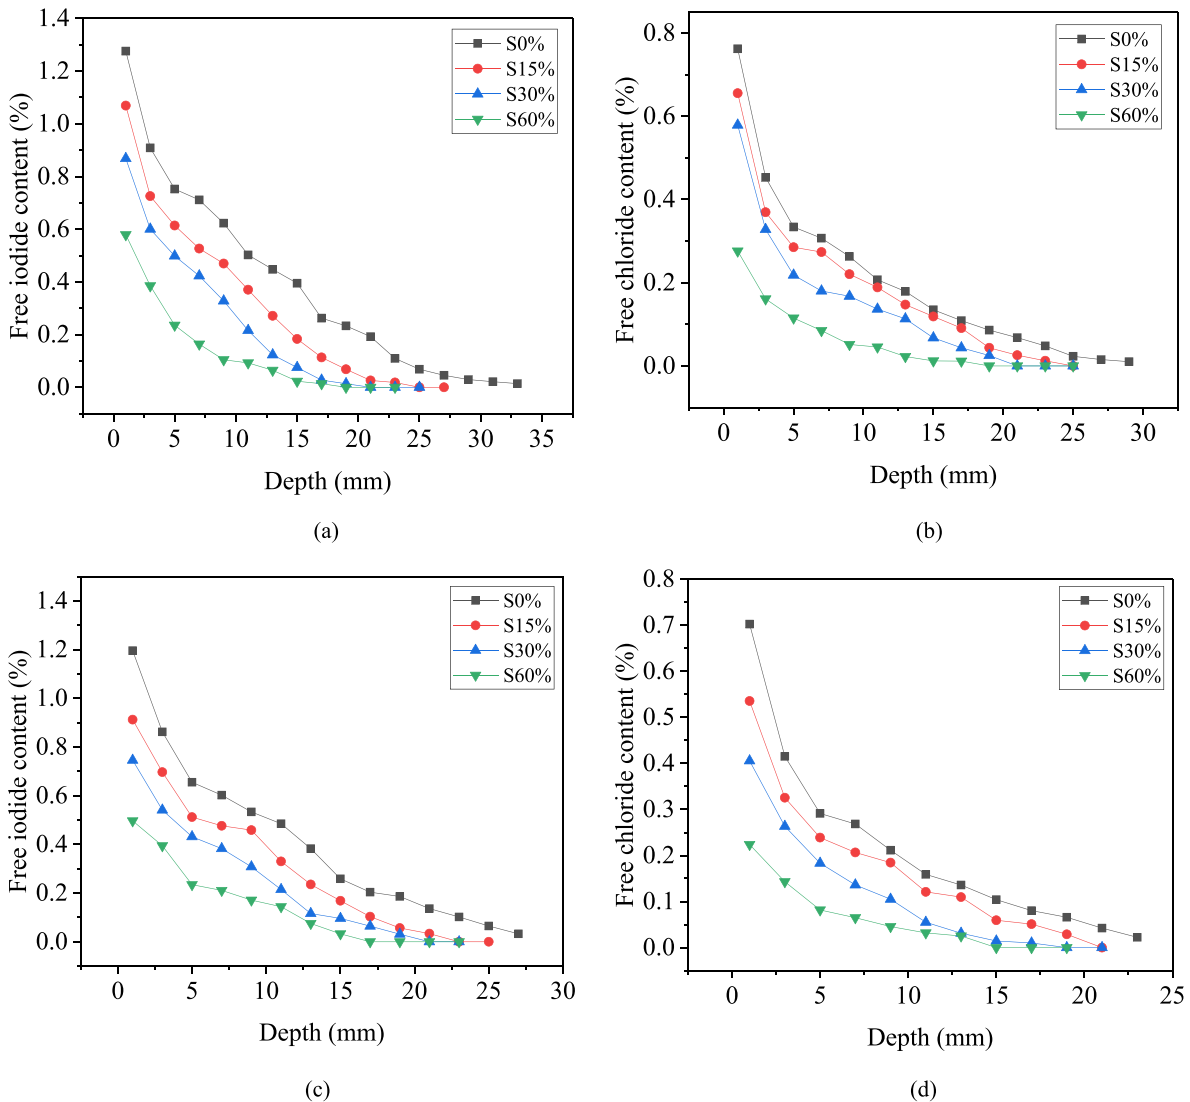 Free iodide content (%)
1.4
1.2
1.0
0.8
0.6
0.4
0.2
0.0
S0%
S15%
S30%
S60%
0 5 10 15 20 25 30 35
Depth (mm)
(a)
Free chloride content (%)
0.8
0.6
0.4
0.2
0.0
S0%
S15%
S30%
S60%
0 5 10 15 20 25 30
Depth (mm)
(b)
Free iodide content (%)
1.4
1.2
1.0
0.8
0.6
0.4
0.2
0.0
S0%
S15%
S30%
S60%
0 5 10 15 20 25 30
Depth (mm)
(c)
Free chloride content (%)
0.8
0.7
0.6
0.5
0.4
0.3
0.2
0.1
0.0
S0%
S15%
S30%
S60%
0 5 10 15 20 25
Depth (mm)
(d)